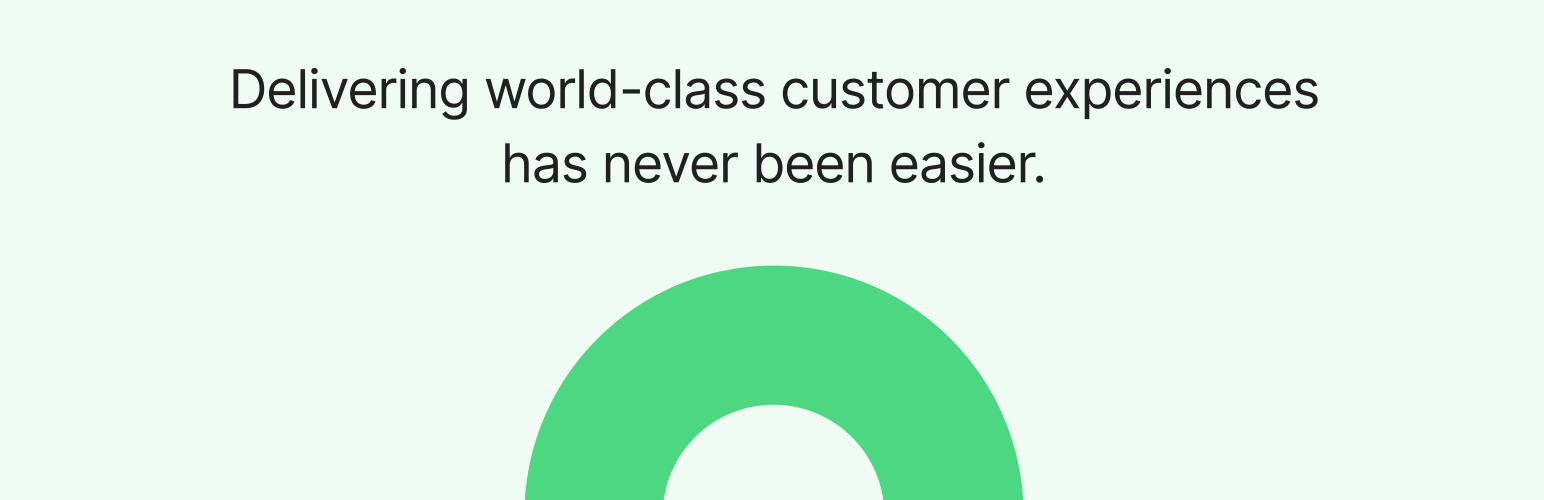 Delivering world-class customer experiences
has never been easier.